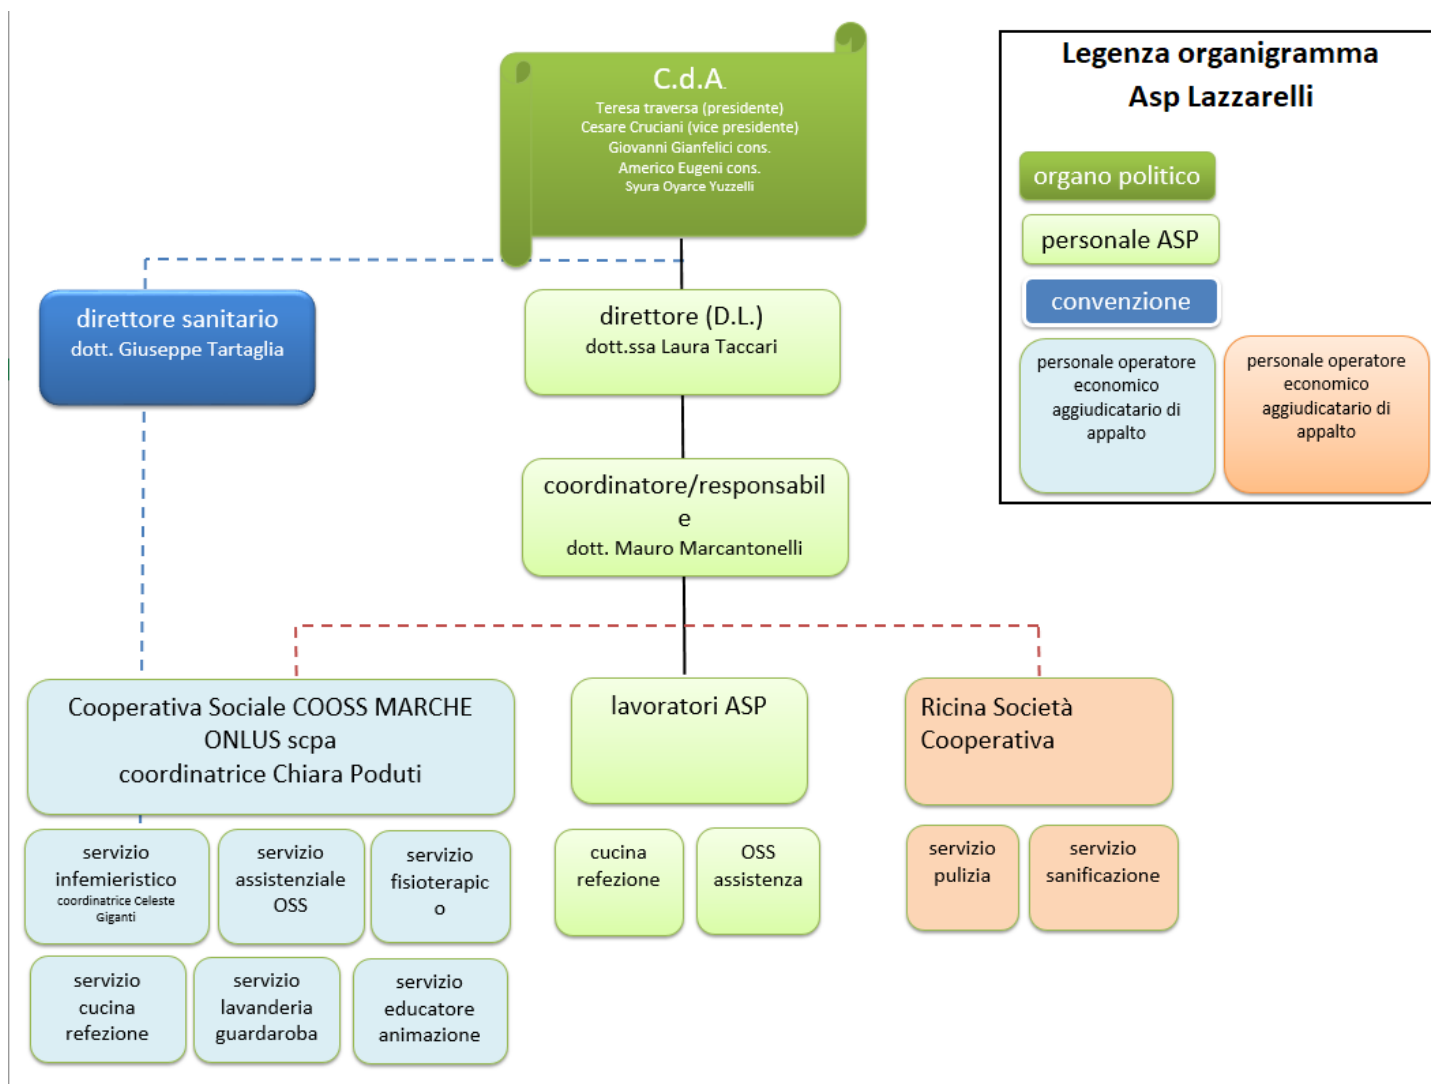 C.d.A.
Teresa traversa (presidente)
Cesare Cruciani (vice presidente)
Giovanni Gianfelici cons.
Americo Eugeni cons.
Syura Oyarce Yuzzelli
Legenza organigramma
Asp Lazzarelli
organo politico
personale ASP
convenzione
personale operatore
economico
aggiudicatario di
appalto
personale operatore
economico
aggiudicatario di
appalto
direttore sanitario
dott. Giuseppe Tartaglia
direttore (D.L.)
dott.ssa Laura Taccari
coordinatore/responsabil
e
dott. Mauro Marcantonelli
Cooperativa Sociale COOSS MARCHE
ONLUS scpa
coordinatrice Chiara Poduti
lavoratori ASP
Ricina Società
Cooperativa
servizio
infemieristico
coordinatrice Celeste
Giganti
servizio
assistenziale
OSS
servizio
fisioterapic
o
cucina
refezione
OSS
assistenza
servizio
pulizia
servizio
sanificazione
servizio
cucina
refezione
servizio
lavanderia
guardaroba
servizio
educatore
animazione